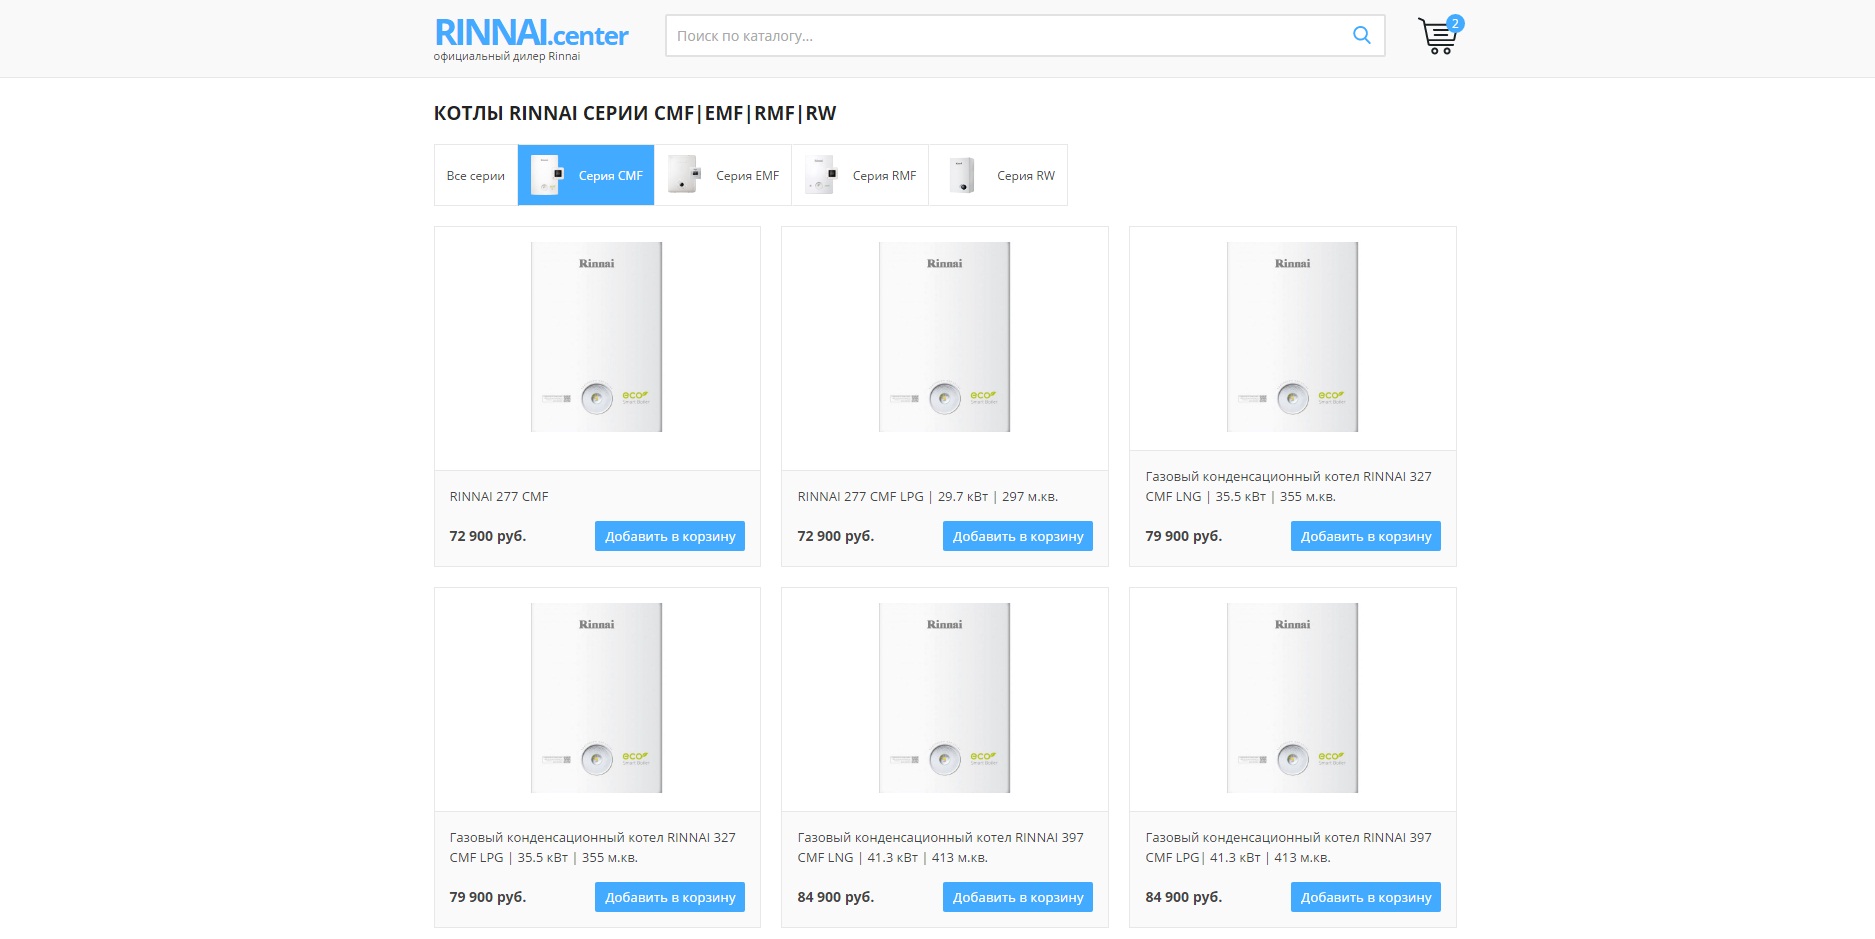 RINNAI.center
официальный дилер Rinnai
Поиск по каталогу...
2
КОТЛЫ RINNAI СЕРИИ CMF|EMF|RMF|RW
Все серии
Серия CMF
Серия EMF
Серия RMF
Серия RW
Rinnai
eco
Rinnai
eco
Rinnai
eco
RINNAI 277 CMF
72 900 руб.
Добавить в корзину
RINNAI 277 CMF LPG | 29.7 кВт | 297 м.кв.
72 900 руб.
Добавить в корзину
Газовый конденсационный котел RINNAI 327
CMF LNG | 35.5 кВт | 355 м.кв.
79 900 руб.
Добавить в корзину
Rinnai
eco
Rinnai
eco
Rinnai
eco
Газовый конденсационный котел RINNAI 327
CMF LPG | 35.5 кВт | 355 м.кв.
79 900 руб.
Добавить в корзину
Газовый конденсационный котел RINNAI 397
CMF LNG | 41.3 кВт | 413 м.кв.
84 900 руб.
Добавить в корзину
Газовый конденсационный котел RINNAI 397
CMF LPG| 41.3 кВт | 413 м.кв.
84 900 руб.
Добавить в корзину